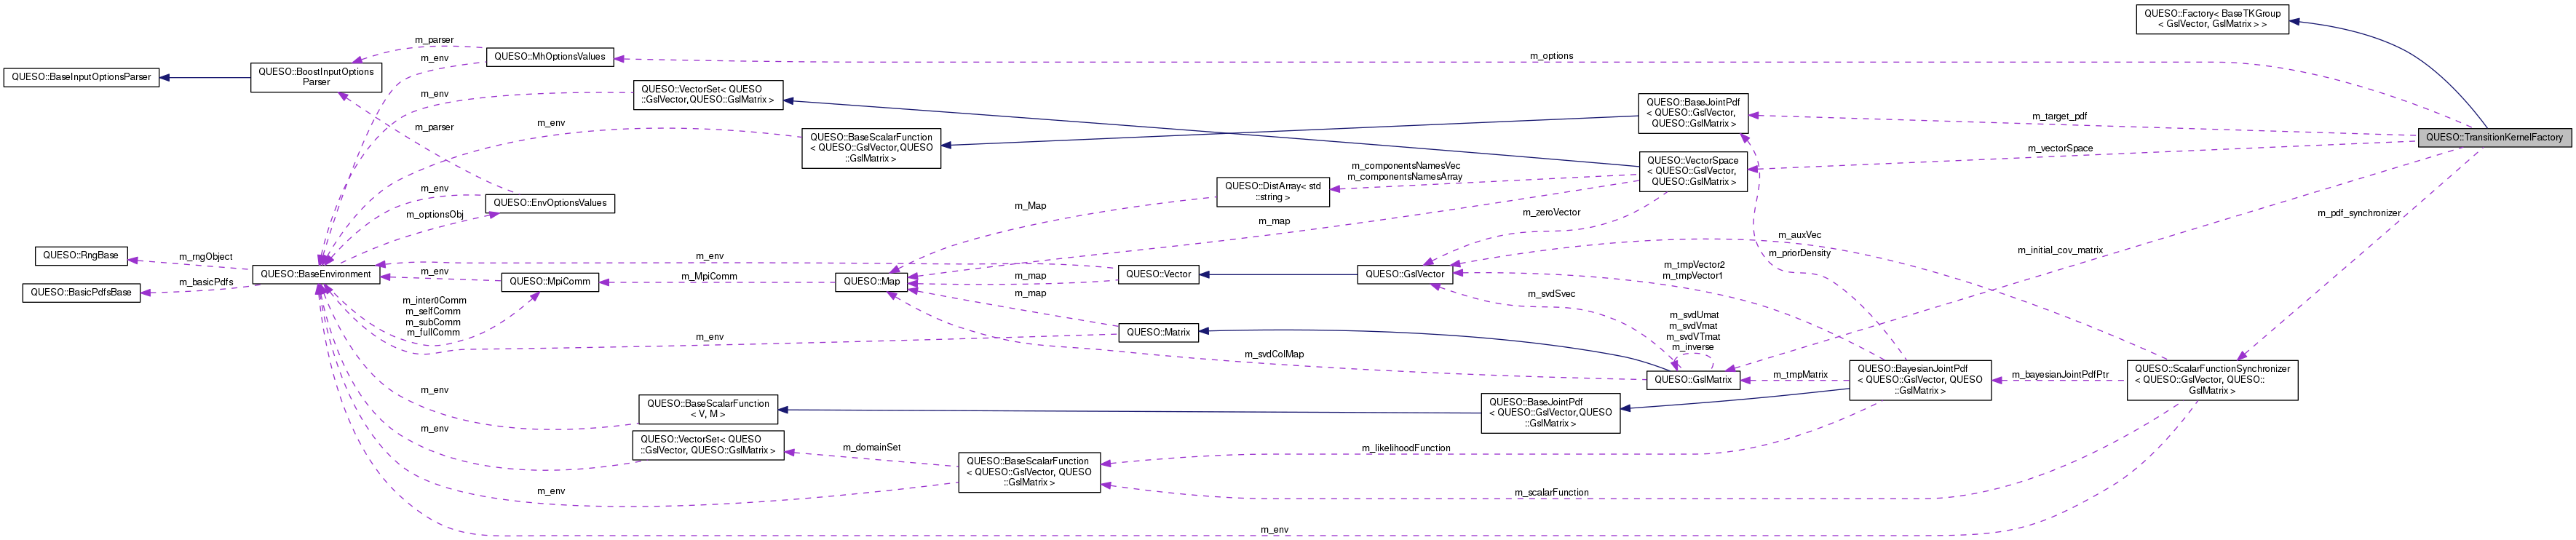 QUESO::Factory< BaseTKGroup
< GslVector, GslMatrix > >
m_parser
QUESO::MhOptionsValues
m_options
m_env
QUESO::BaseInputOptionsParser
QUESO::BoostInputOptions
Parser
m_env
QUESO::VectorSet< QUESO
::GslVector,QUESO::GslMatrix >
QUESO::BaseJointPdf
< QUESO::GslVector,
QUESO::GslMatrix >
m_target_pdf
m_parser
m_env
QUESO::BaseScalarFunction
< QUESO::GslVector,QUESO
::GslMatrix >
QUESO::TransitionKernelFactory
m_vectorSpace
m_componentsNamesVec
m_componentsNamesArray
QUESO::VectorSpace
< QUESO::GslVector,
QUESO::GslMatrix >
m_env
QUESO::DistArray< std
::string >
QUESO::EnvOptionsValues
m_optionsObj
m_Map
m_map
m_zeroVector
m_pdf_synchronizer
m_auxVec
m_priorDensity
m_initial_cov_matrix
QUESO::RngBase
m_rngObject
m_env
m_tmpVector2
m_tmpVector1
QUESO::BaseEnvironment
m_env
QUESO::MpiComm
m_MpiComm
QUESO::Map
m_map
QUESO::Vector
QUESO::GslVector
QUESO::BasicPdfsBase
m_basicPdfs
m_map
m_svdSvec
m_inter0Comm
m_selfComm
m_subComm
m_fullComm
m_svdUmat
m_svdVmat
m_svdVTmat
m_inverse
QUESO::Matrix
m_env
m_svdColMap
QUESO::GslMatrix
m_tmpMatrix
QUESO::BayesianJointPdf
< QUESO::GslVector, QUESO
::GslMatrix >
m_bayesianJointPdfPtr
QUESO::ScalarFunctionSynchronizer
< QUESO::GslVector, QUESO::
GslMatrix >
m_env
QUESO::BaseScalarFunction
< V, M >
QUESO::BaseJointPdf
< QUESO::GslVector,QUESO
::GslMatrix >
m_env
QUESO::VectorSet< QUESO
::GslVector, QUESO::GslMatrix >
m_domainSet
m_likelihoodFunction
QUESO::BaseScalarFunction
< QUESO::GslVector, QUESO
::GslMatrix >
m_env
m_scalarFunction
m_env